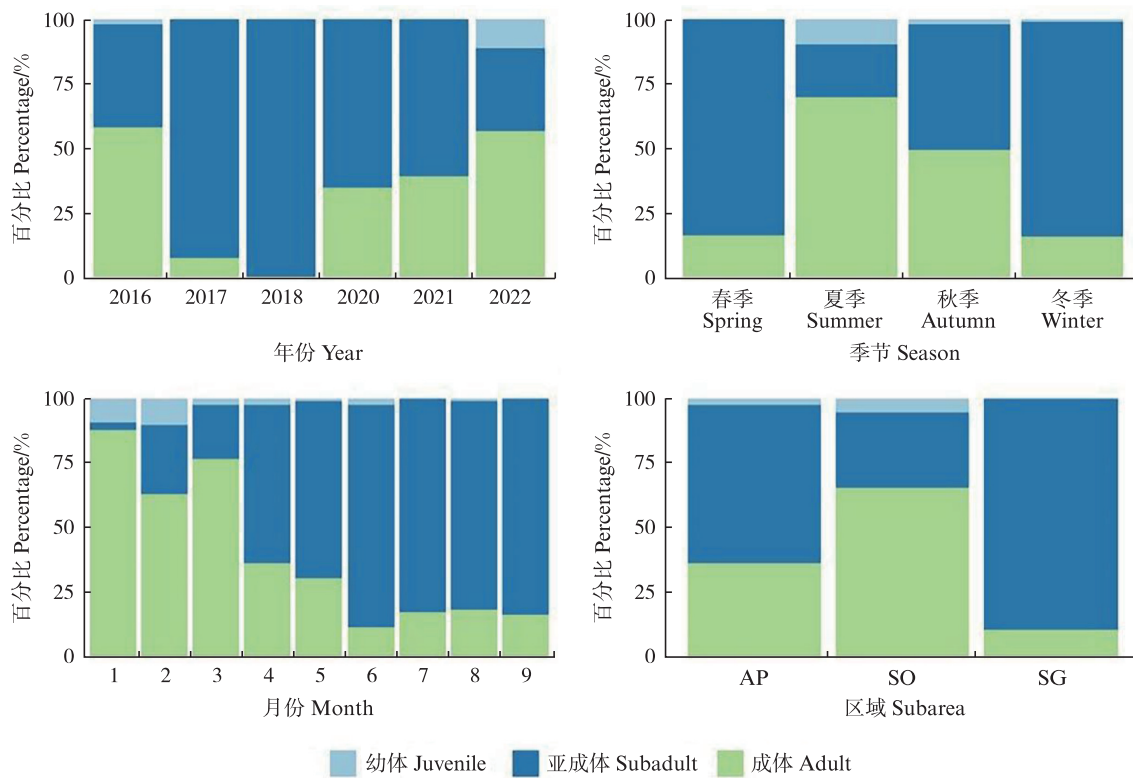 100
75
50
25
0
百分比 Percentage/%
2016 2017 2018 2020 2021 2022
年份 Year
100
75
50
25
0
百分比 Percentage/%
春季 夏季 秋季 冬季
Spring Summer Autumn Winter
季节 Season
100
75
50
25
0
百分比 Percentage/%
1 2 3 4 5 6 7 8 9
月份 Month
100
75
50
25
0
百分比 Percentage/%
AP SO SG
区域 Subarea
幼体 Juvenile 亚成体 Subadult 成体 Adult